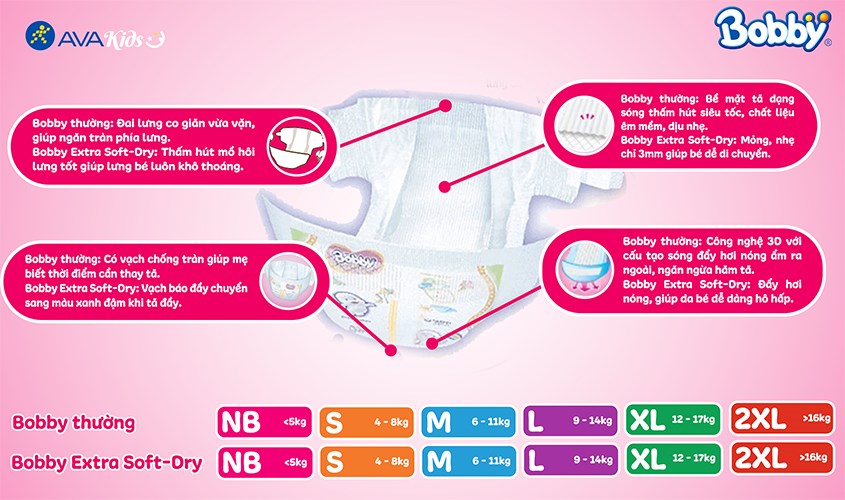 AVAKids
Bobby
Bobby thường: Đai lưng co giãn vừa vặn,
giúp ngăn tràn phía lưng.
Bobby Extra Soft-Dry: Thấm hút mồ hôi
lưng tốt giúp lưng bé luôn khô thoáng.
Bobby thường: Bề mặt tã dạng
sóng thấm hút siêu tốc, chất liệu
êm mềm, dịu nhẹ.
Bobby Extra Soft-Dry: Mỏng, nhẹ
chỉ 3mm giúp bé dễ di chuyển.
Bobby thường: Có vạch chống tràn giúp mẹ
biết thời điểm cần thay tã.
Bobby Extra Soft-Dry: Vạch báo đầy chuyển
sang màu xanh đậm khi tã đầy.
Bobby
Bobby thường: Công nghệ 3D với
cấu tạo sóng đẩy hơi nóng ẩm ra
ngoài, ngăn ngừa hăm tã.
Bobby Extra Soft-Dry: Đẩy hơi
nóng, giúp da bé dễ dàng hô hấp.
Bobby thường NB <5kg S 4 - 8kg M 6 - 11kg L 9 - 14kg XL 12 - 17kg 2XL >16kg
Bobby Extra Soft-Dry NB <5kg S 4 - 8kg M 6 - 11kg L 9 - 14kg XL 12 - 17kg 2XL >16kg